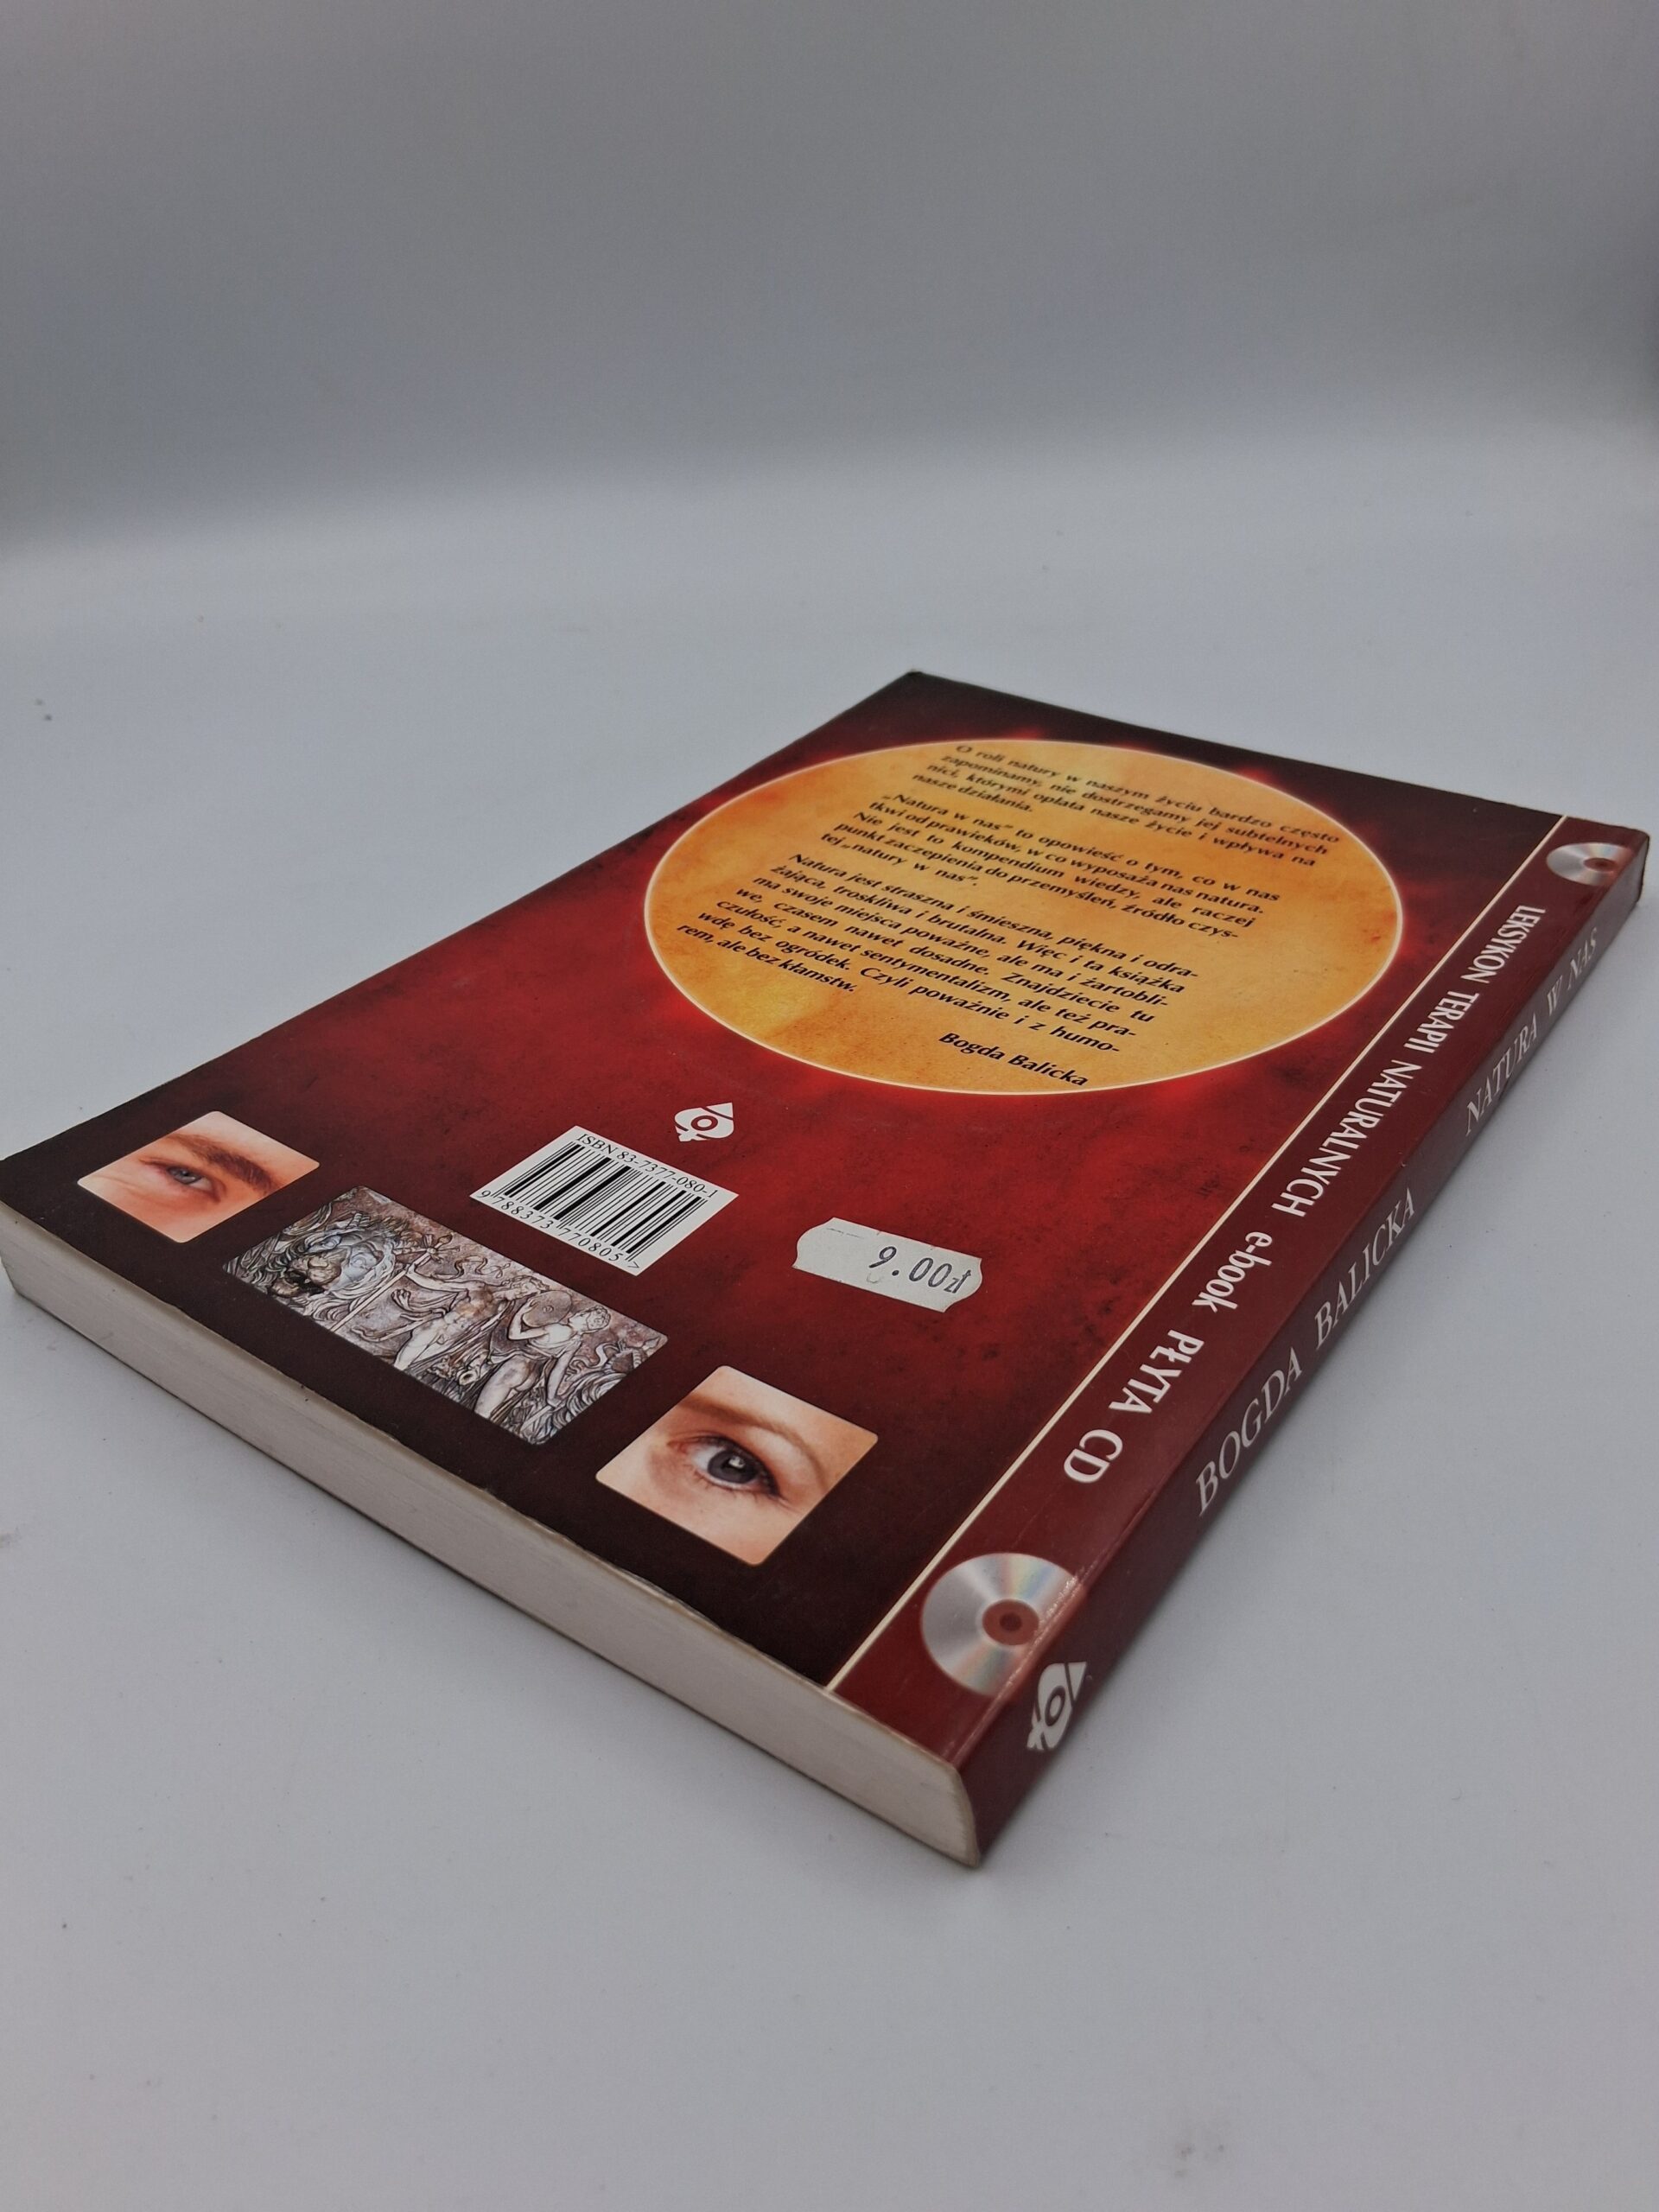 O roli natury w naszym życiu bardzo często
zapominamy, nie dostrzegamy jej subtelnych
nici, którymi oplata nasze życie i wpływa na
nasze działania.
„Natura w nas” to opowieść o tym, co w nas
tkwi od prawieków, w co wyposaża nas natura.
Nie jest to kompendium wiedzy, ale raczej
punkt zaczepienia do przemyśleń, źródło czys-
tej „natury w nas”.
Natura jest straszna i śmieszna, piękna i odra-
żająca, troskliwa i brutalna. Więc i ta książka
ma swoje miejsca poważne, ale ma i żartobli-
we, czasem nawet dosadne. Znajdziecie tu
czułość, a nawet sentymentalizm, ale też pra-
wdę bez ogródek. Czyli poważnie i z humo-
rem, ale bez kłamstw.
Bogda Balicka
ISBN 83-7377-080-1
9 788373 770805 >
9.00zł
LEKSYKON TERAPII NATURALNYCH e-book PŁYTA CD
BOGDA BALICKA NATURA W NAS